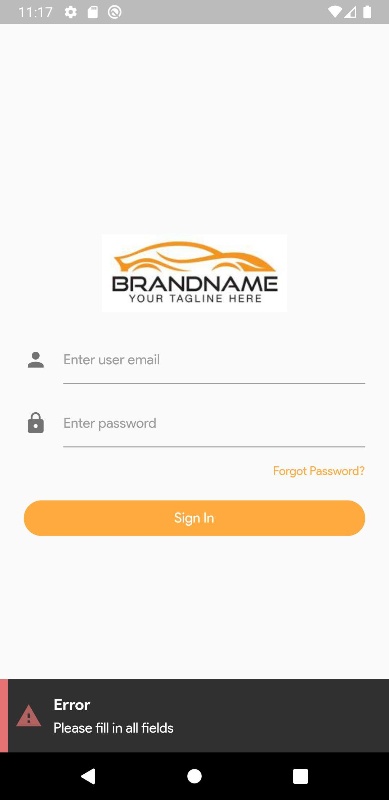 11:17
BRANDNAME
YOUR TAGLINE HERE
Enter user email
Enter password
Forgot Password?
Sign In
Error
Please fill in all fields